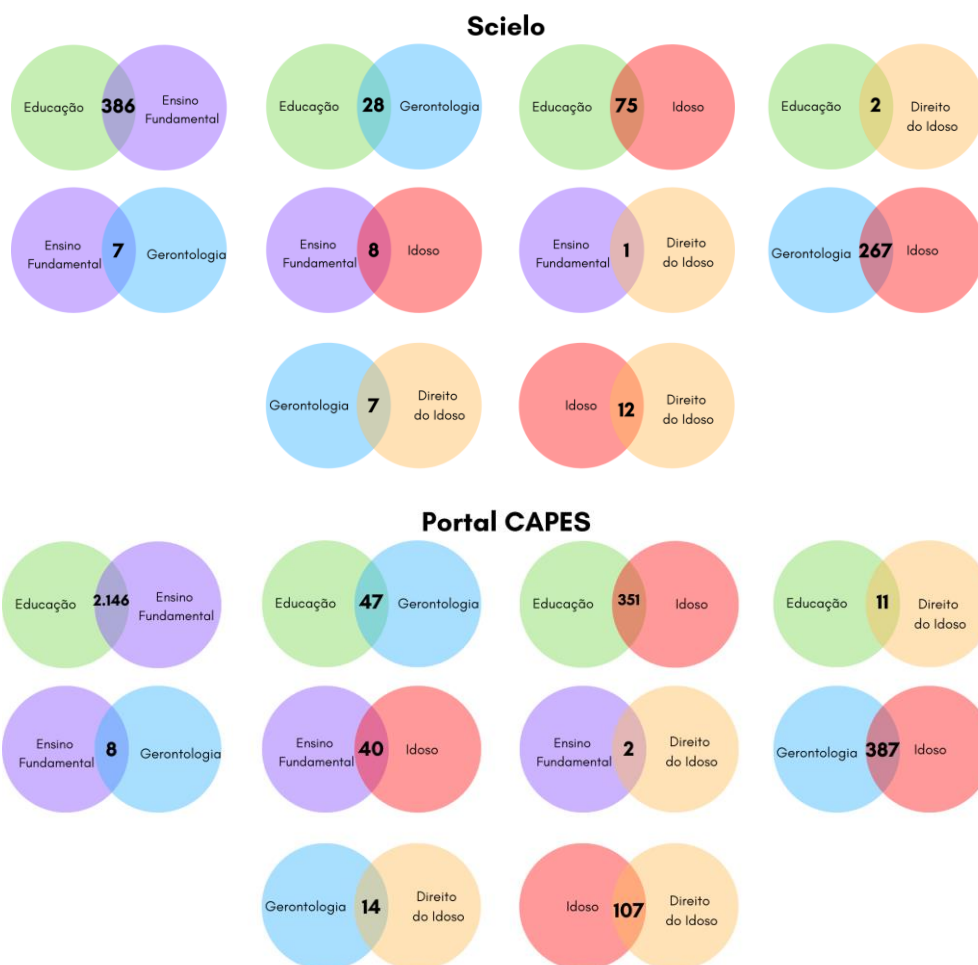 Scielo
Educação 386 Ensino
Fundamental
Educação 28 Gerontologia
Educação 75 Idoso
Educação 2 Direito
do Idoso
Ensino
Fundamental 7 Gerontologia
Ensino
Fundamental 8 Idoso
Ensino
Fundamental 1 Direito
do Idoso
Gerontologia 267 Idoso
Gerontologia 7 Direito
do Idoso
Idoso 12 Direito
do Idoso
Portal CAPES
Educação 2.146 Ensino
Fundamental
Educação 47 Gerontologia
Educação 351 Idoso
Educação 11 Direito
do Idoso
Ensino
Fundamental 8 Gerontologia
Ensino
Fundamental 40 Idoso
Ensino
Fundamental 2 Direito
do Idoso
Gerontologia 387 Idoso
Gerontologia 14 Direito
do Idoso
Idoso 107 Direito
do Idoso